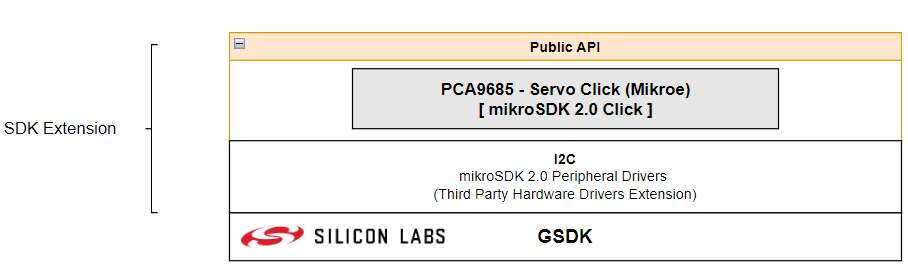 Public API
PCA9685 - Servo Click (Mikroe)
[ mikroSDK 2.0 Click ]
SDK Extension
I2C
mikroSDK 2.0 Peripheral Drivers
(Third Party Hardware Drivers Extension)
SILICON LABS GSDK